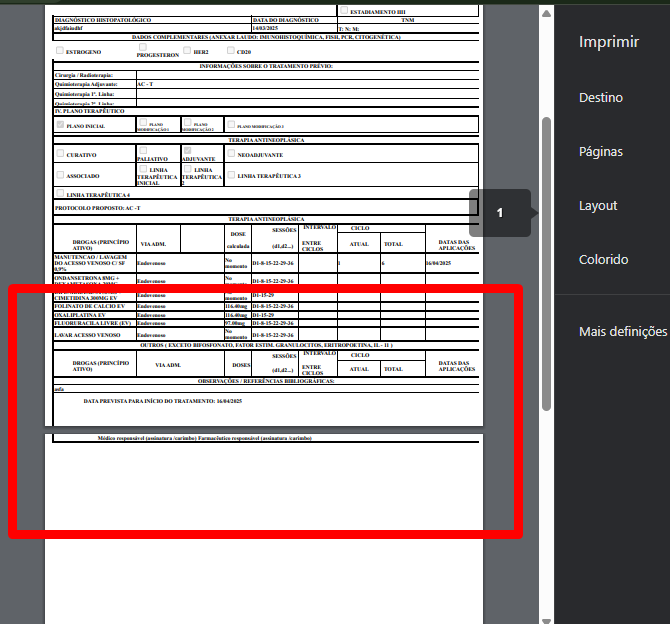 ESTADIAMENTO IIII
DIAGNÓSTICO HISTOPATOLÓGICO DATA DO DIAGNÓSTICO TNM
akjdfaiudhf 14/03/2025 T: N: M:
DADOS COMPLEMENTARES (ANEXAR LAUDO: IMUNOHISTOQUÍMICA, FISH, PCR, CITOGENÉTICA)
ESTROGENO PROGESTERON HER2 CD20
INFORMAÇÕES SOBRE O TRATAMENTO PRÉVIO:
Cirurgia / Radioterapia:
Quimioterapia Adjuvante: AC - T
Quimioterapia 1ª. Linha:
Quimioterapia 2ª. Linha:
IV. PLANO TERAPÊUTICO
PLANO INICIAL PLANO MODIFICAÇÃO 1 PLANO MODIFICAÇÃO 2 PLANO MODIFICAÇÃO 3
TERAPIA ANTINEOPLÁSICA
CURATIVO PALIATIVO ADJUVANTE NEOADJUVANTE
ASSOCIADO LINHA TERAPÊUTICA INICIAL LINHA TERAPÊUTICA 2 LINHA TERAPÊUTICA 3
LINHA TERAPÊUTICA 4
PROTOCOLO PROPOSTO: AC -T
TERAPIA ANTINEOPLÁSICA
DROGAS (PRINCÍPIO ATIVO) VIA ADM. DOSE calculada SESSÕES (d1,d2...) INTERVALO ENTRE CICLOS CICLO ATUAL TOTAL DATAS DAS APLICAÇÕES
MANUTENCAO / LAVAGEM DO ACESSO VENOSO C/ SF 0,9% Endovenoso No momento D1-8-15-22-29-36 1 6 16/04/2025
ONDANSETRONA 8MG + Endovenoso No momento D1-8-15-22-29-36
CIMETIDINA 300MG EV Endovenoso No momento D1-15-29
FOLINATO DE CALCIO EV Endovenoso 116.40mg D1-8-15-22-29-36
OXALIPLATINA EV Endovenoso 116.40mg D1-15-29
FLUORURACILA LIVRE (EV) Endovenoso 97.00mg D1-8-15-22-29-36
LAVAR ACESSO VENOSO Endovenoso No momento D1-8-15-22-29-36
OUTROS ( EXCETO BIFOSFONATO, FATOR ESTIM. GRANULOCITOS, ERITROPOETINA, IL - 11 )
DROGAS (PRINCÍPIO ATIVO) VIA ADM. DOSES SESSÕES (d1,d2...) INTERVALO ENTRE CICLOS CICLO ATUAL TOTAL DATAS DAS APLICAÇÕES
OBSERVAÇÕES / REFERÊNCIAS BIBLIOGRÁFICAS:
DATA PREVISTA PARA INÍCIO DO TRATAMENTO: 16/04/2025
Médico responsável (assinatura /carimbo) Farmacêutico responsável (assinatura /carimbo)
1
Imprimir
Destino
Páginas
Layout
Colorido
Mais definições